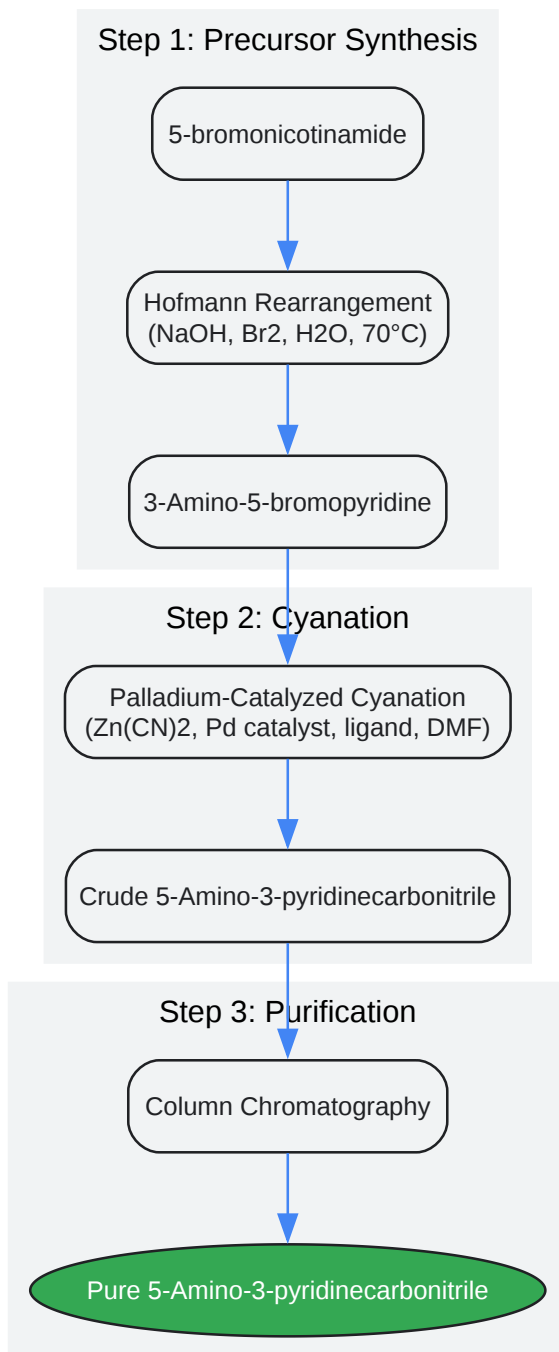 Step 1: Precursor Synthesis
5-bromonicotinamide
Hofmann Rearrangement
(NaOH, Br2, H2O, 70°C)
3-Amino-5-bromopyridine
Step 2: Cyanation
Palladium-Catalyzed Cyanation
(Zn(CN)2, Pd catalyst, ligand, DMF)
Crude 5-Amino-3-pyridinecarbonitrile
Step 3: Purification
Column Chromatography
Pure 5-Amino-3-pyridinecarbonitrile